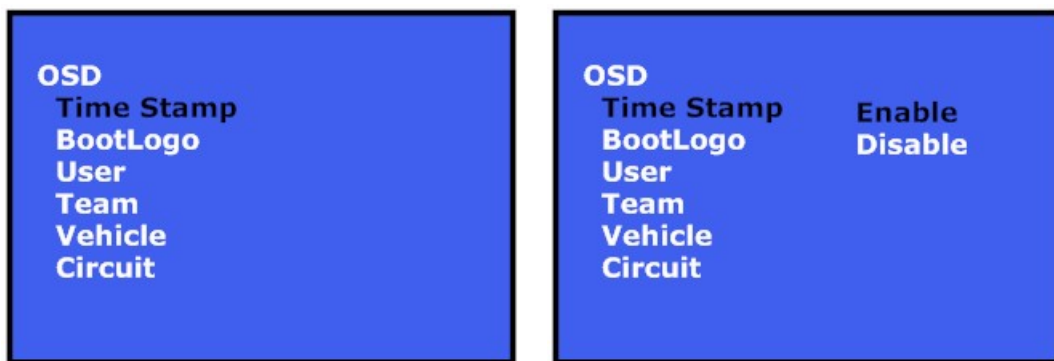 OSD
Time Stamp
BootLogo
User
Team
Vehicle
Circuit
OSD
Time Stamp
BootLogo
User
Team
Vehicle
Circuit
Enable
Disable